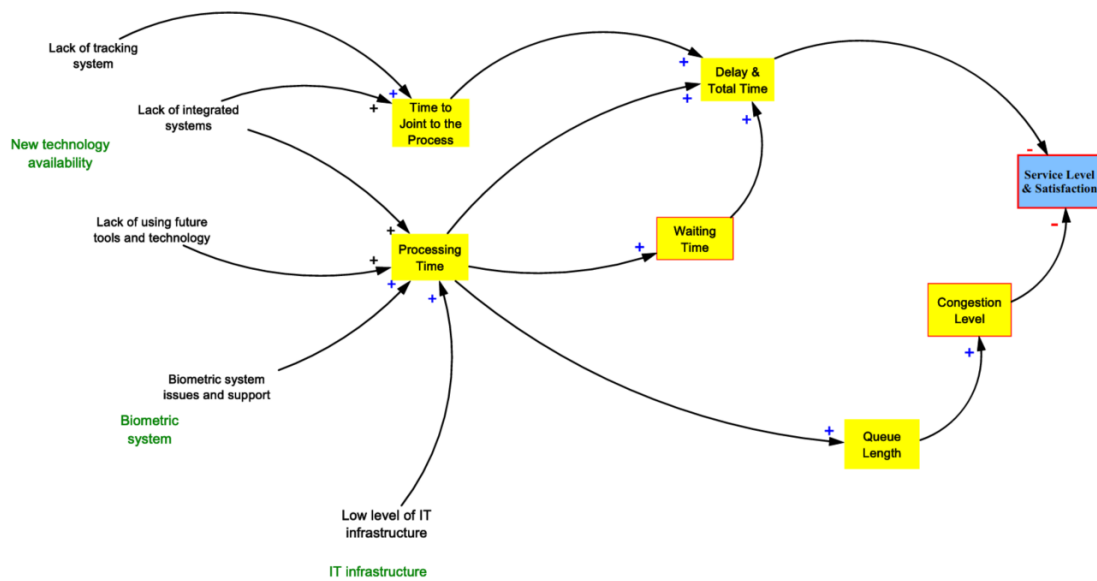 Lack of tracking
system
Delay &
Total Time
+
+
+
Lack of integrated
systems
+
+
Time to
Joint to the
Process
New technology
availability
-
Service Level
& Satisfaction
-
Lack of using future
tools and technology
+
+
+
+
Processing
Time
+
Waiting
Time
Congestion
Level
+
Biometric system
issues and support
Biometric
system
+
Queue
Length
Low level of IT
infrastructure
IT infrastructure